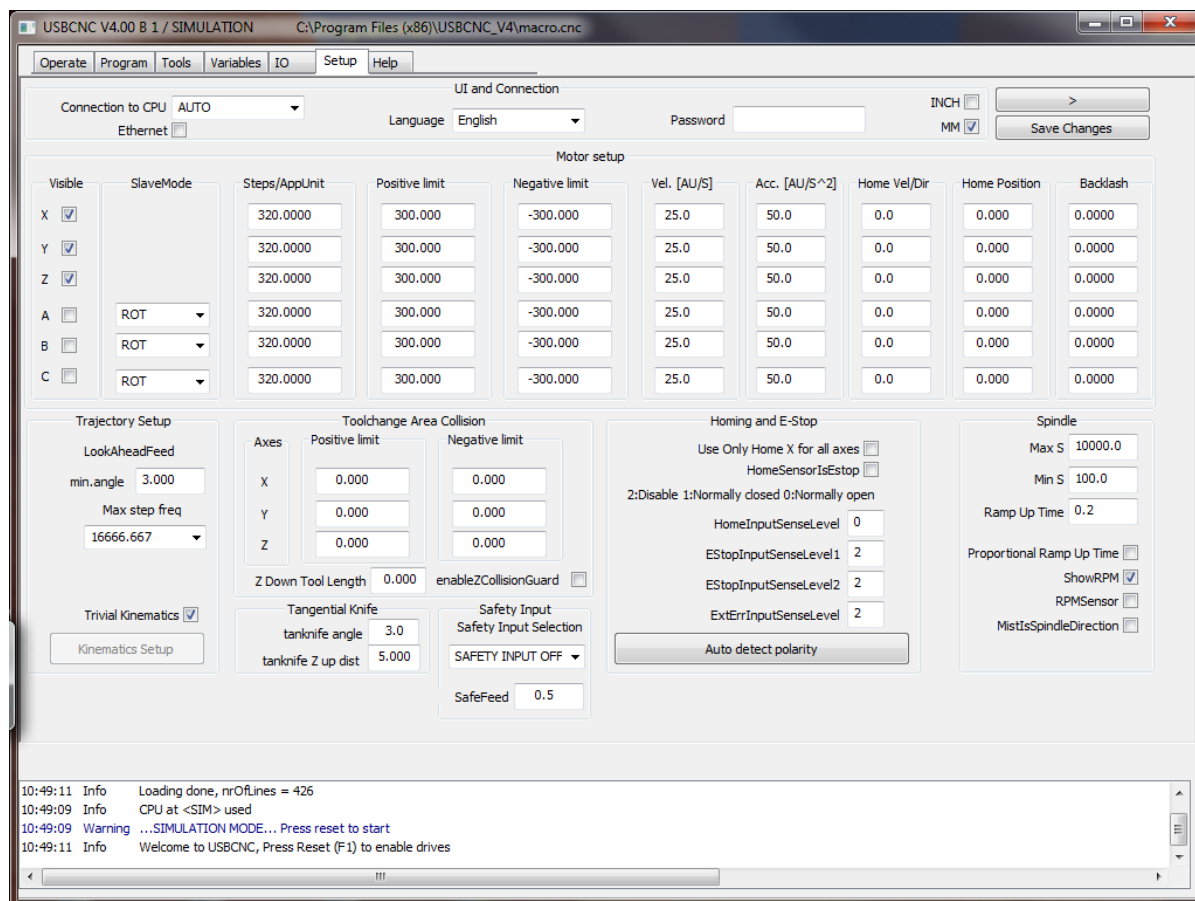 USBCNC V4.00 B 1 / SIMULATION C:\Program Files (x86)\USBCNC_V4\macro.cnc
Operate Program Tools Variables IO Setup Help
UI and Connection
Connection to CPU AUTO Language English Password INCH >
Ethernet MM Save Changes
Motor setup
Visible SlaveMode Steps/AppUnit Positive limit Negative limit Vel. [AU/S] Acc. [AU/S^2] Home Vel/Dir Home Position Backlash
X 320.0000 300.000 -300.000 25.0 50.0 0.0 0.000 0.0000
Y 320.0000 300.000 -300.000 25.0 50.0 0.0 0.000 0.0000
Z 320.0000 300.000 -300.000 25.0 50.0 0.0 0.000 0.0000
A ROT 320.0000 300.000 -300.000 25.0 50.0 0.0 0.000 0.0000
B ROT 320.0000 300.000 -300.000 25.0 50.0 0.0 0.000 0.0000
C ROT 320.0000 300.000 -300.000 25.0 50.0 0.0 0.000 0.0000
Trajectory Setup
LookAheadFeed
min.angle 3.000
Max step freq
16666.667
Trivial Kinematics
Kinematics Setup
Toolchange Area Collision
Axes Positive limit Negative limit
X 0.000 0.000
Y 0.000 0.000
Z 0.000 0.000
Z Down Tool Length 0.000 enableZCollisionGuard
Tangential Knife
tanknife angle 3.0
tanknife Z up dist 5.000
Safety Input
Safety Input Selection
SAFETY INPUT OFF
SafeFeed 0.5
Homing and E-Stop
Use Only Home X for all axes
HomeSensorIsEstop
2:Disable 1:Normally closed 0:Normally open
HomeInputSenseLevel 0
EStopInputSenseLevel1 2
EStopInputSenseLevel2 2
ExtErrInputSenseLevel 2
Auto detect polarity
Spindle
Max S 10000.0
Min S 100.0
Ramp Up Time 0.2
Proportional Ramp Up Time
ShowRPM
RPMSensor
MistIsSpindleDirection
10:49:11 Info Loading done, nrOfLines = 426
10:49:09 Info CPU at <SIM> used
10:49:09 Warning ...SIMULATION MODE... Press reset to start
10:49:11 Info Welcome to USBCNC, Press Reset (F1) to enable drives